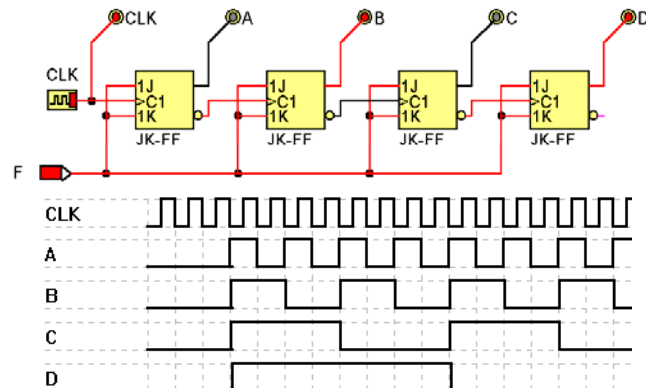 CLK A B C D
CLK
1J 1J 1J 1J
C1 C1 C1 C1
1K 1K 1K 1K
JK-FF JK-FF JK-FF JK-FF
F
CLK
A
B
C
D